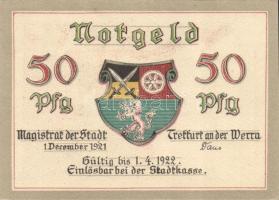 Notgeld
50 50
Pfg Pfg
Magistrat der Stadt Treffurt an der Werra
1. December 1921
Gültig bis 1. 4. 1922.
Einlösbar bei der Stadtkasse.